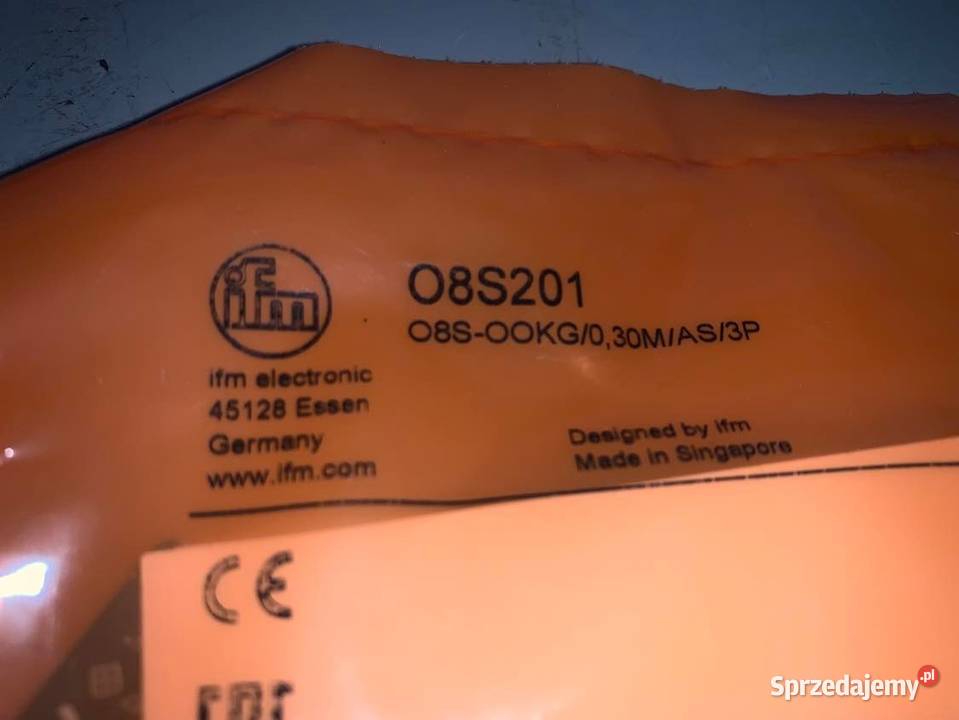 ifm
O8S201
O8S-OOKG/0,30M/AS/3P
ifm electronic
45128 Essen
Germany
www.ifm.com
Designed by ifm
Made in Singapore
CE
Sprzedajemy.pl